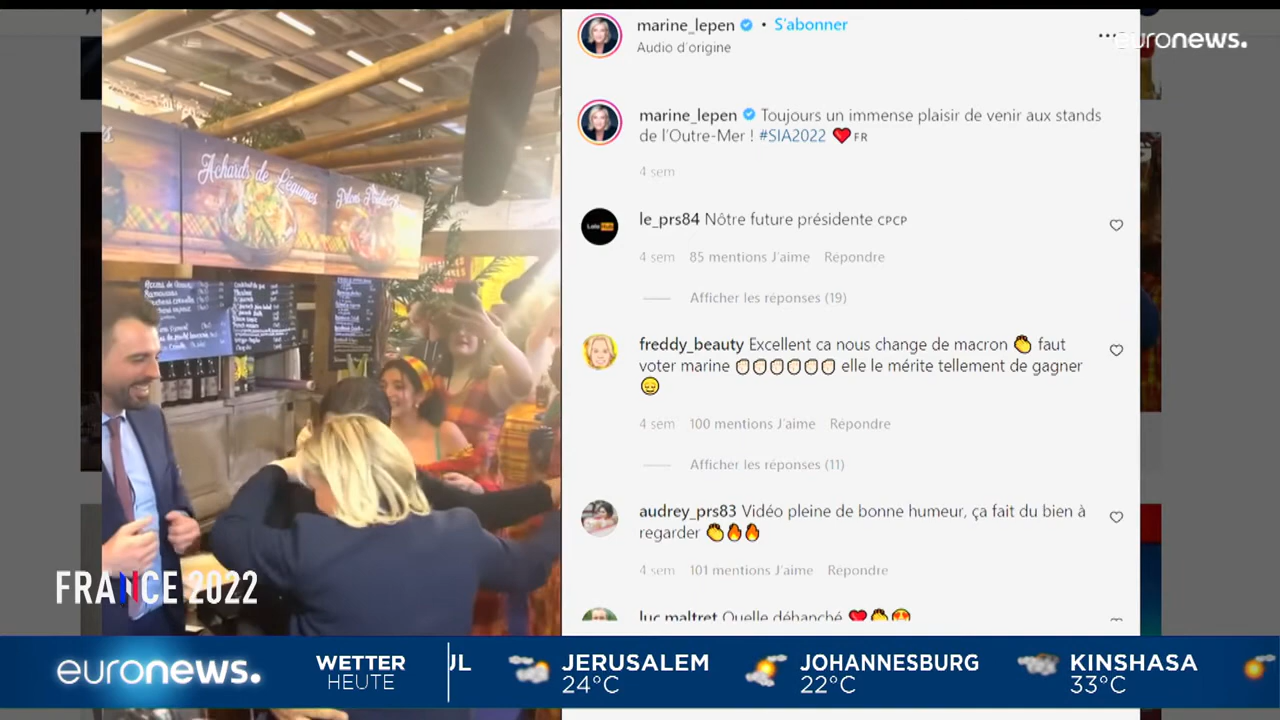 marine_lepen • S'abonner
Audio d'origine
euronews.
marine_lepen Toujours un immense plaisir de venir aux stands
de l'Outre-Mer ! #SIA2022 ❤️ FR
4 sem
le_prs84 Nôtre future présidente CPCP
4 sem 85 mentions J'aime Répondre
Afficher les réponses (19)
freddy_beauty Excellent ca nous change de macron 👏 faut
voter marine ✊🏻✊🏻✊🏻✊🏻✊🏻✊🏻 elle le mérite tellement de gagner
😌
4 sem 100 mentions J'aime Répondre
Afficher les réponses (11)
audrey_prs83 Vidéo pleine de bonne humeur, ça fait du bien à
regarder 👏🔥🔥
4 sem 101 mentions J'aime Répondre
luc_maltret Quelle déhanché ❤️👏😍
Achards de Légumes
FRANCE 2022
euronews.
WETTER
HEUTE
JL
JERUSALEM
24°C
JOHANNESBURG
22°C
KINSHASA
33°C